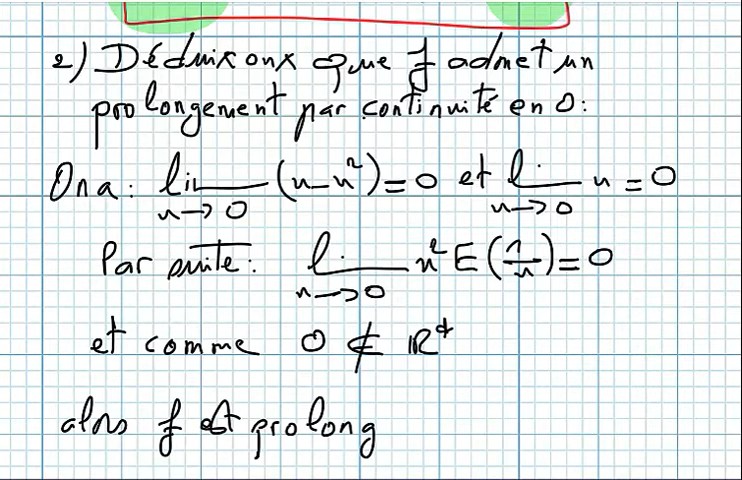 2) Déduisons que f admet un
prolongement par continuité en 0:
On a: lim x→0 (x-x²)=0 et lim x→0 x=0
Par suite: lim x→0 x²E(1/x)=0
et comme 0 ∉ ℝ*
alors f est prolong